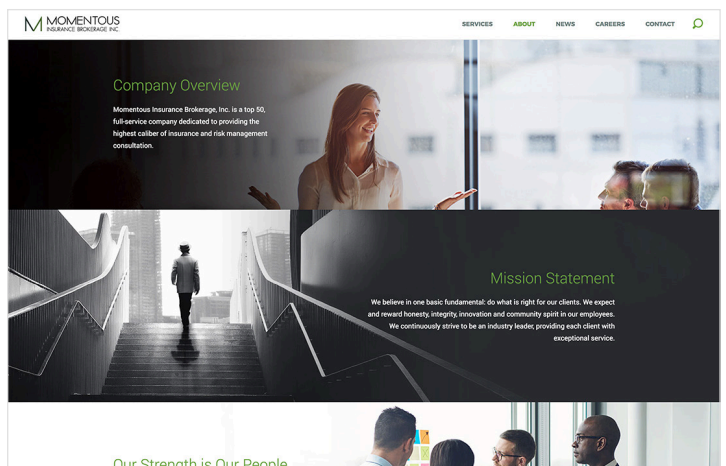 MOMENTOUS
INSURANCE BROKERAGE INC
SERVICES ABOUT NEWS CAREERS CONTACT
Company Overview
Momentous Insurance Brokerage, Inc. is a top 50,
full-service company dedicated to providing the
highest caliber of insurance and risk management
consultation.
Mission Statement
We believe in one basic fundamental: do what is right for our clients. We expect
and reward honesty, integrity, innovation and community spirit in our employees.
We continuously strive to be an industry leader, providing each client with
exceptional service.
Our Strength is Our People